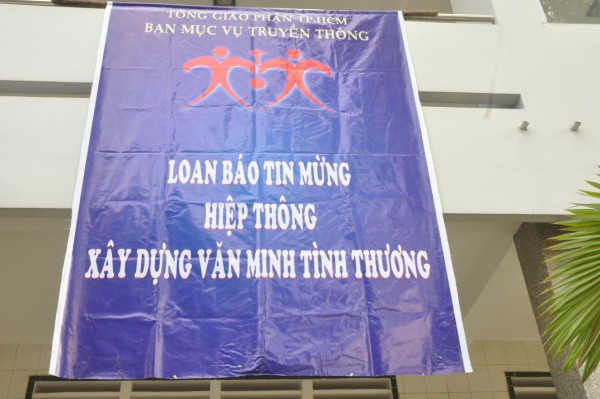 TỔNG GIÁO PHẬN TP.HCM
BAN MỤC VỤ TRUYỀN THÔNG
LOAN BÁO TIN MỪNG
HIỆP THÔNG
XÂY DỰNG VĂN MINH TÌNH THƯƠNG